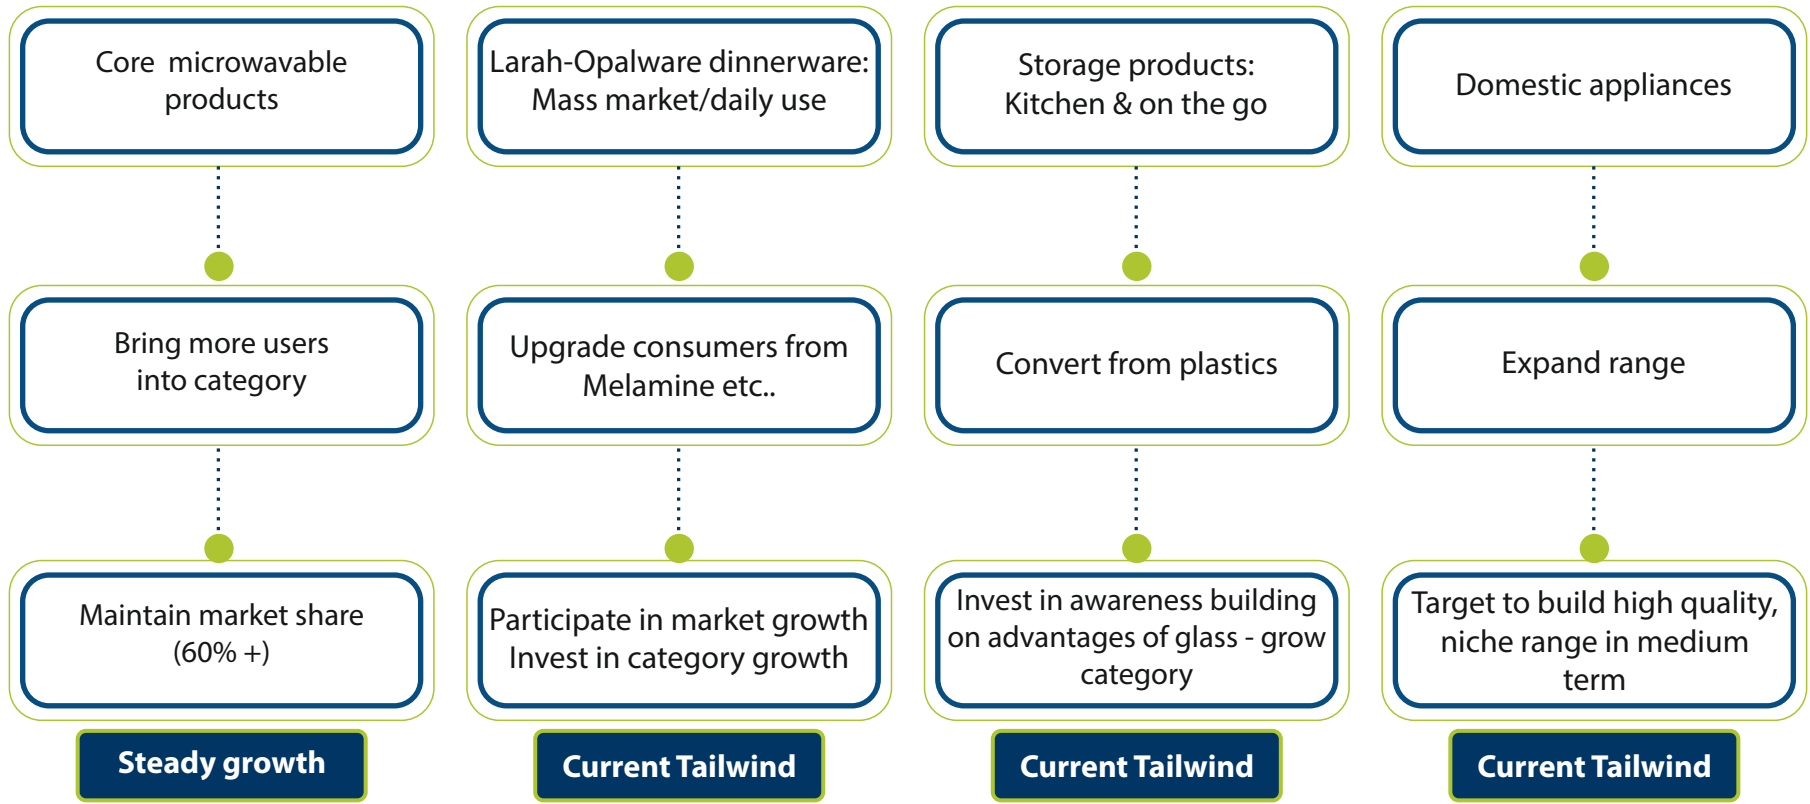 Core microwavable
products
Larah-Opalware dinnerware:
Mass market/daily use
Storage products:
Kitchen & on the go
Domestic appliances
Bring more users
into category
Upgrade consumers from
Melamine etc..
Convert from plastics
Expand range
Maintain market share
(60% +)
Participate in market growth
Invest in category growth
Invest in awareness building
on advantages of glass - grow
category
Target to build high quality,
niche range in medium
term
Steady growth
Current Tailwind
Current Tailwind
Current Tailwind